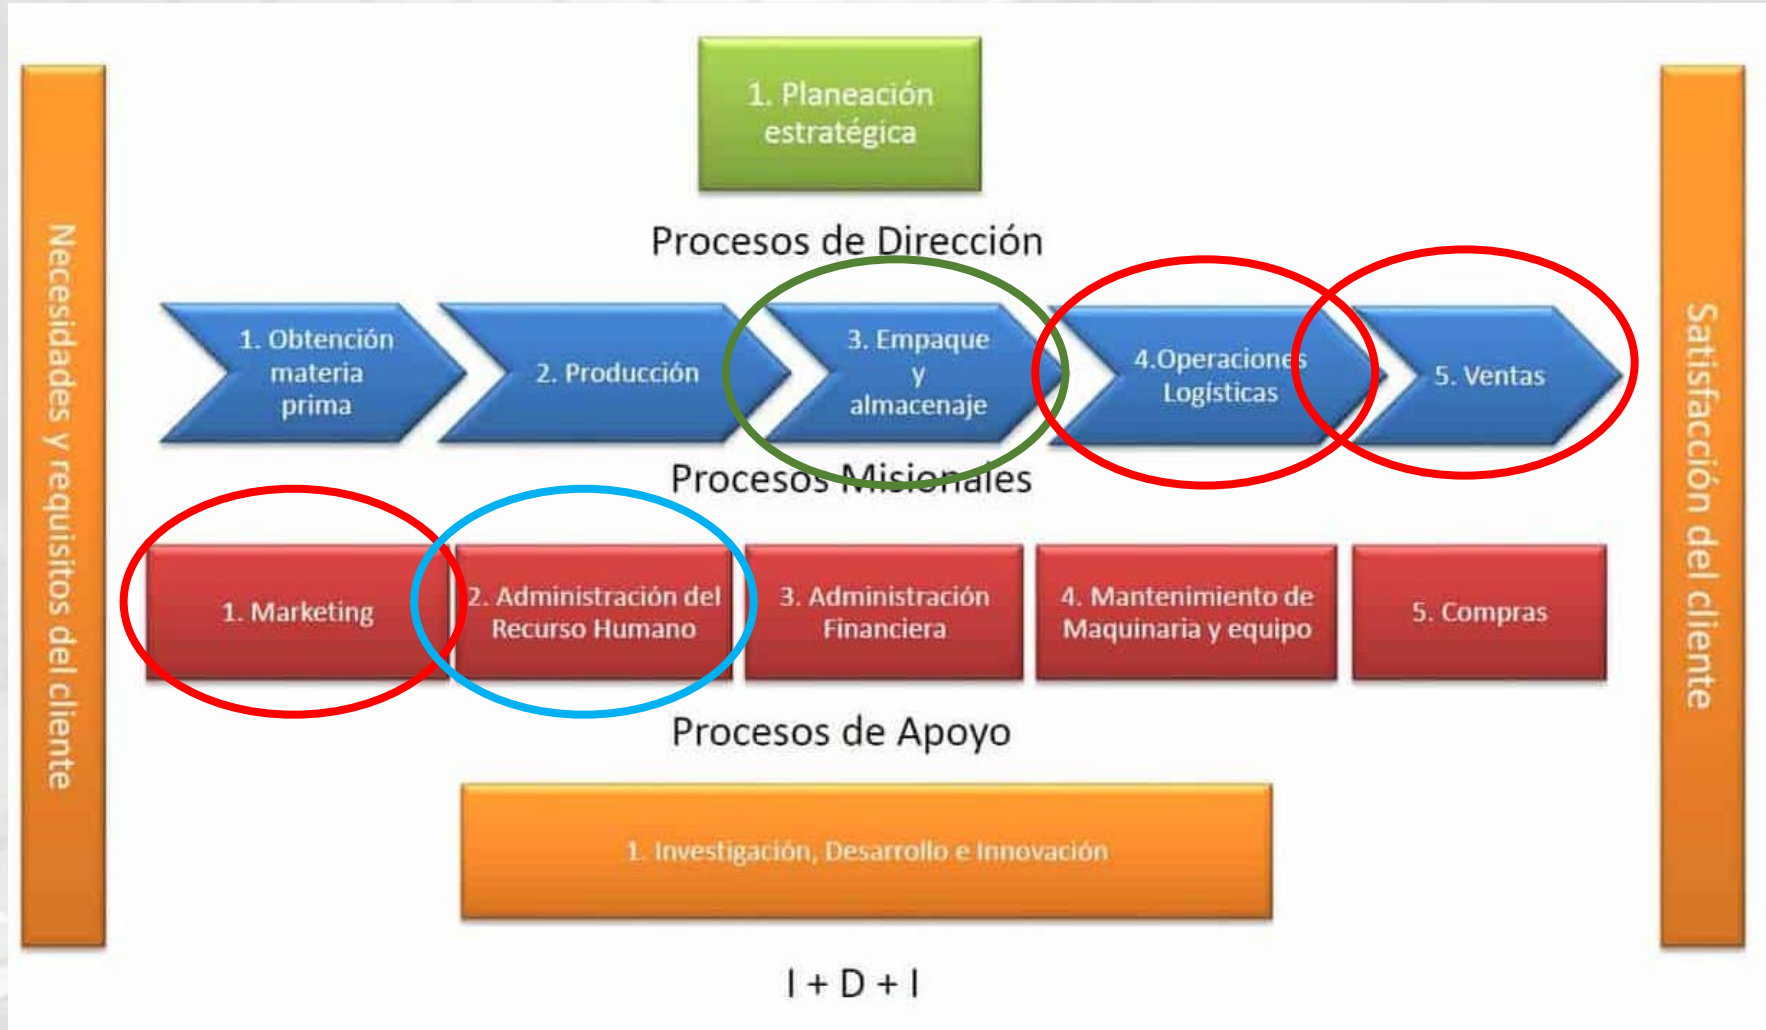 Necesidades y requisitos del cliente
1. Planeación
estratégica
Procesos de Dirección
1. Obtención
materia
prima
2. Producción
3. Empaque
y
almacenaje
4.Operaciones
Logísticas
5. Ventas
Procesos Misionales
1. Marketing
2. Administración del
Recurso Humano
3. Administración
Financiera
4. Mantenimiento de
Maquinaria y equipo
5. Compras
Procesos de Apoyo
1. Investigación, Desarrollo e Innovación
I + D + I
Satisfacción del cliente